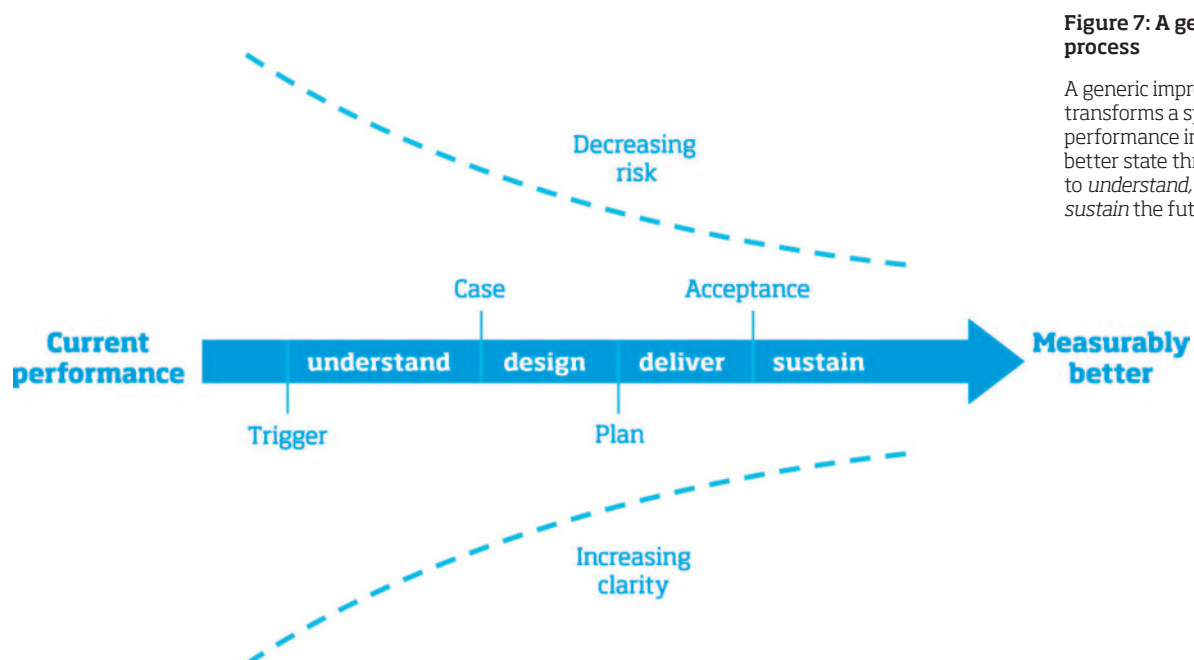 Figure 7: A ge
process
A generic impr
transforms a sy
performance in
better state thr
to understand,
sustain the fut
Decreasing
risk
Case
Acceptance
Current
performance
understand
design
deliver
sustain
Measurably
better
Trigger
Plan
Increasing
clarity